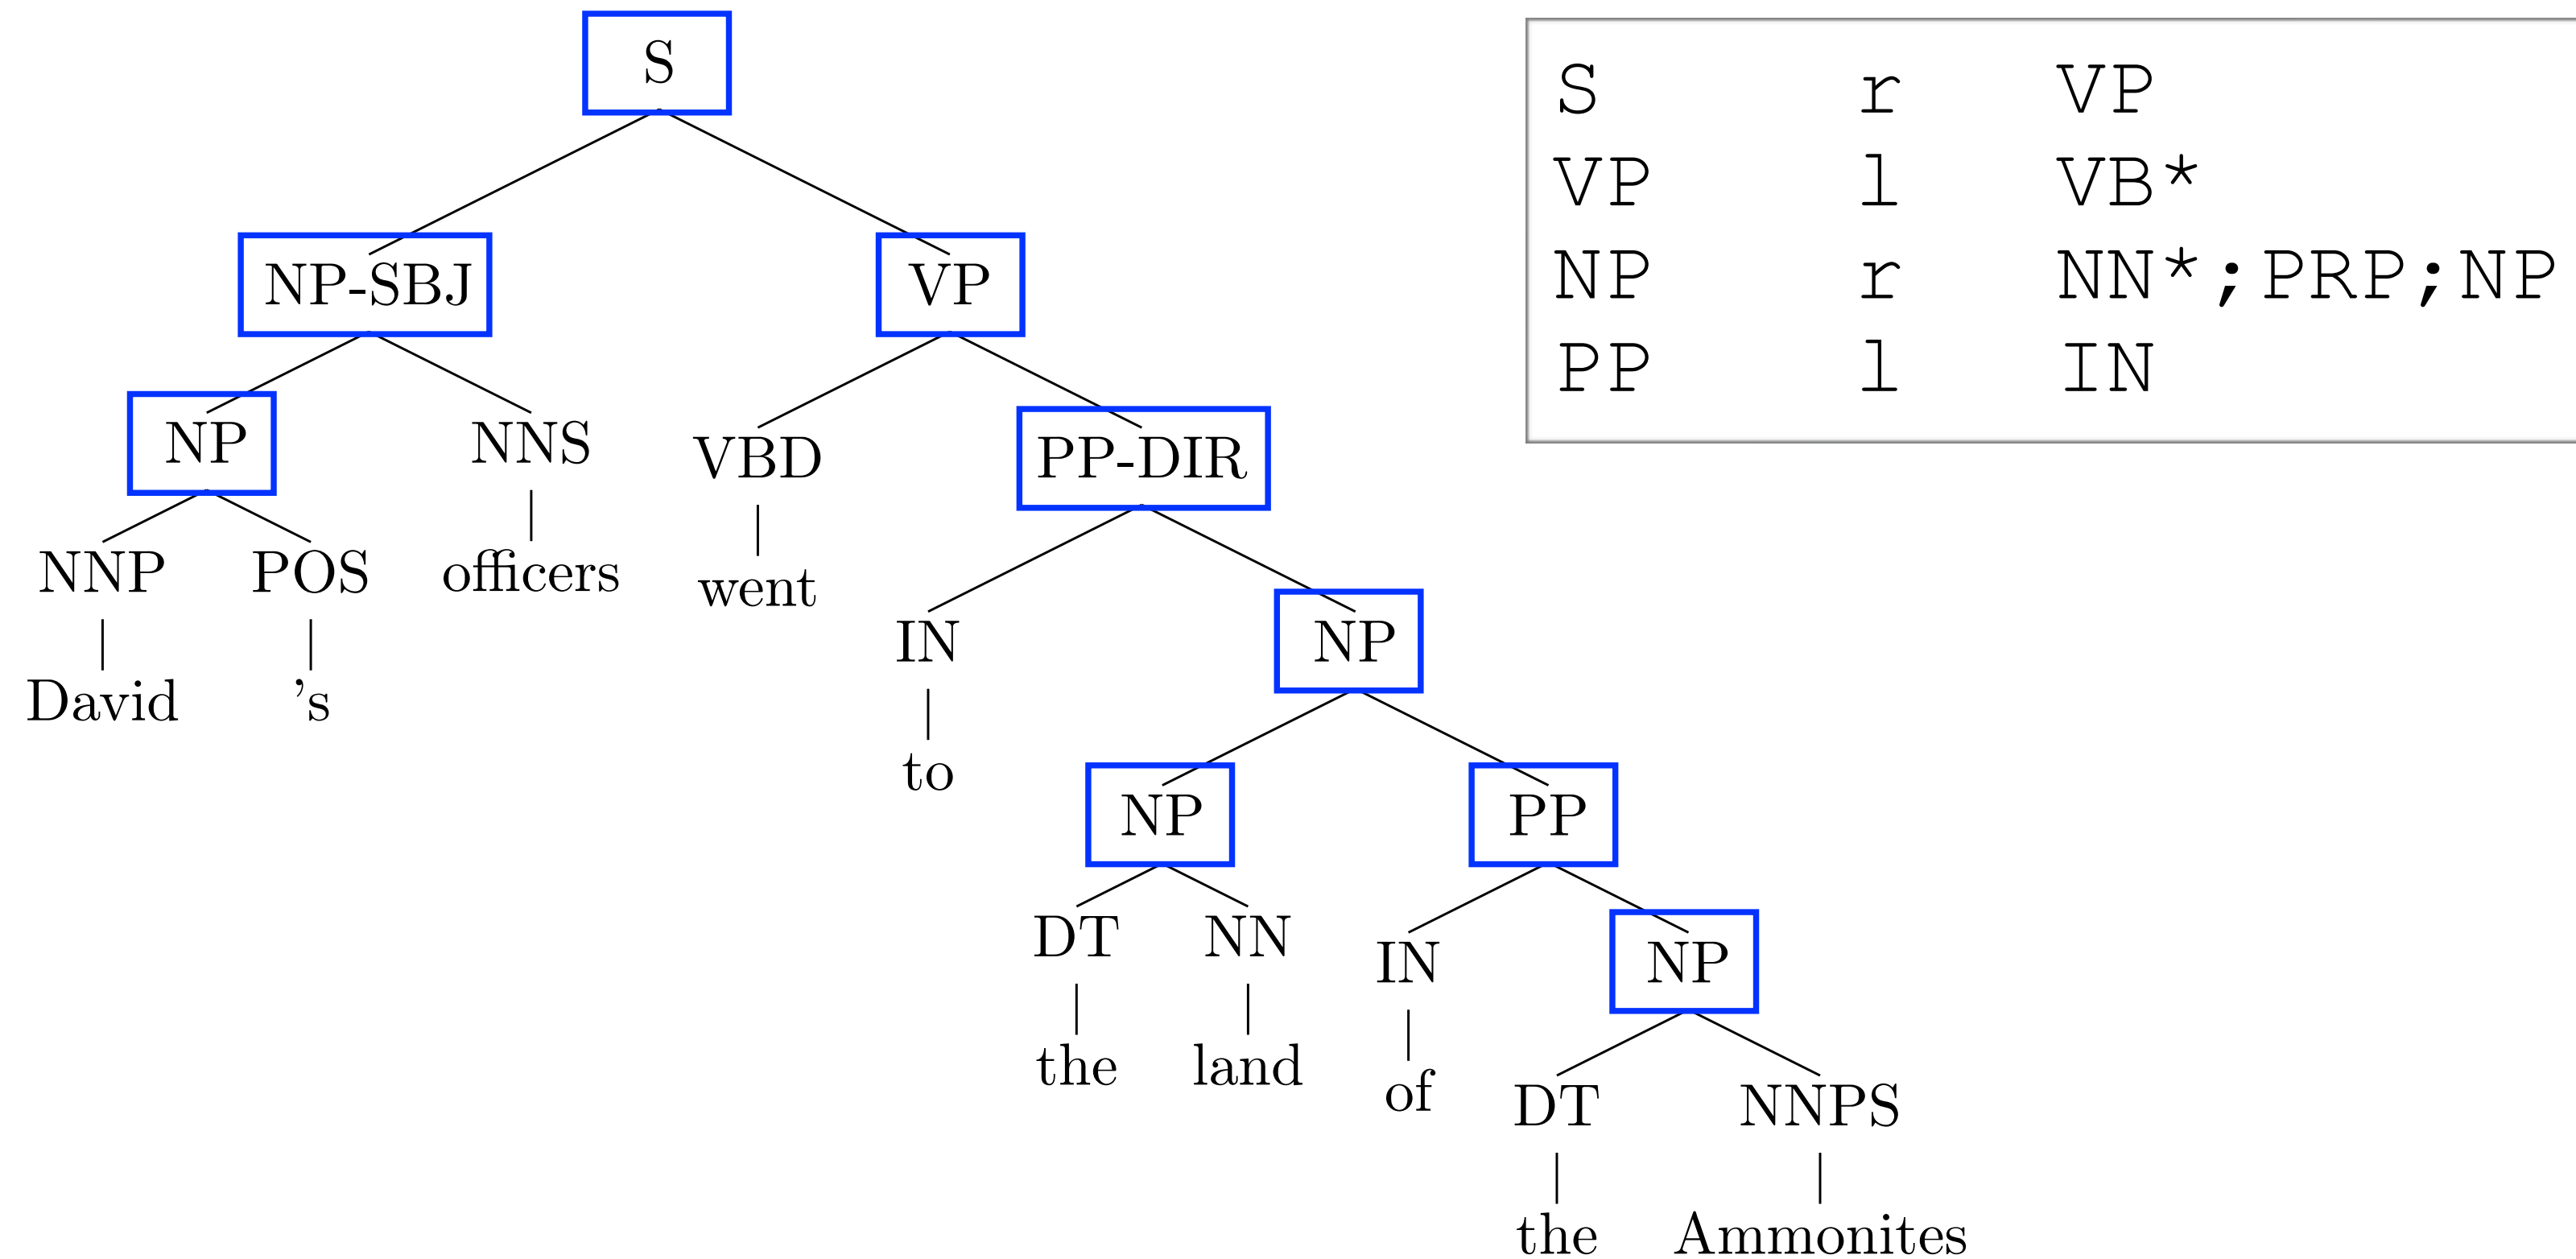 S
S r VP
VP l VB*
NP r NN*;PRP;NP
PP l IN
NP-SBJ VP
NP NNS VBD PP-DIR
NNP POS officers went IN NP
David 's to NP PP
DT NN IN NP
the land of DT NNPS
the Ammonites